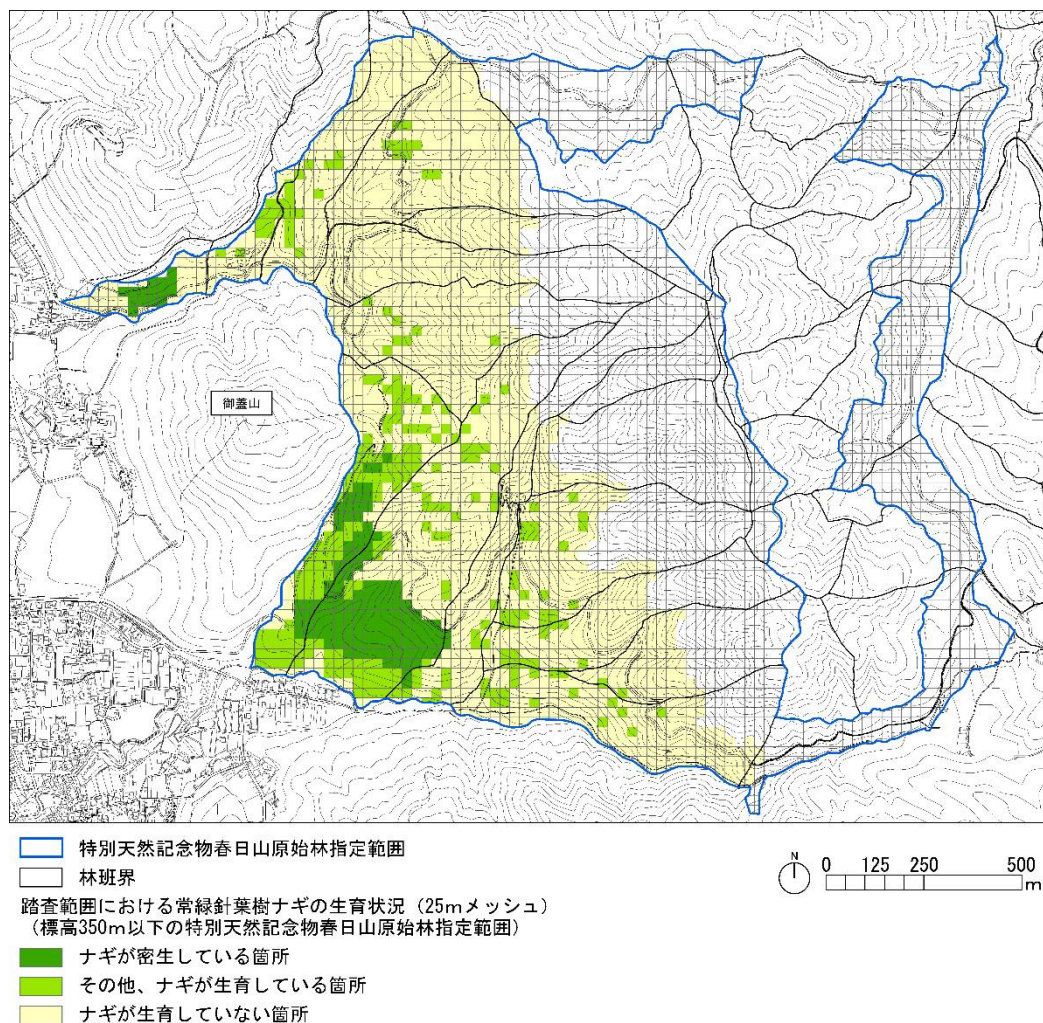 御蓋山
特別天然記念物春日山原始林指定範囲
林班界
踏査範囲における常緑針葉樹ナギの生育状況（25mメッシュ）
（標高350m以下の特別天然記念物春日山原始林指定範囲）
ナギが密生している箇所
その他、ナギが生育している箇所
ナギが生育していない箇所
N
0 125 250 500
m